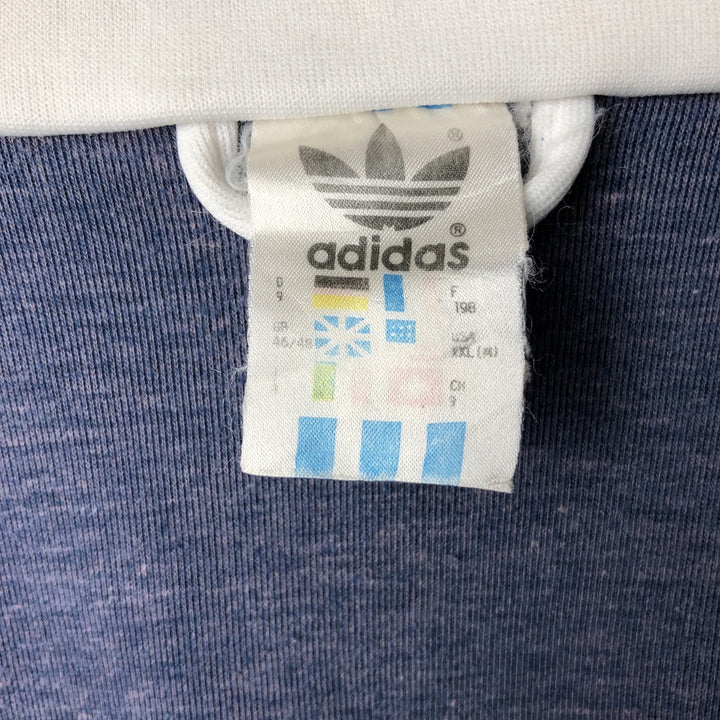 ®
adidas®
D F
9 198
GB USA
46/48 XXL (M)
I CH
9